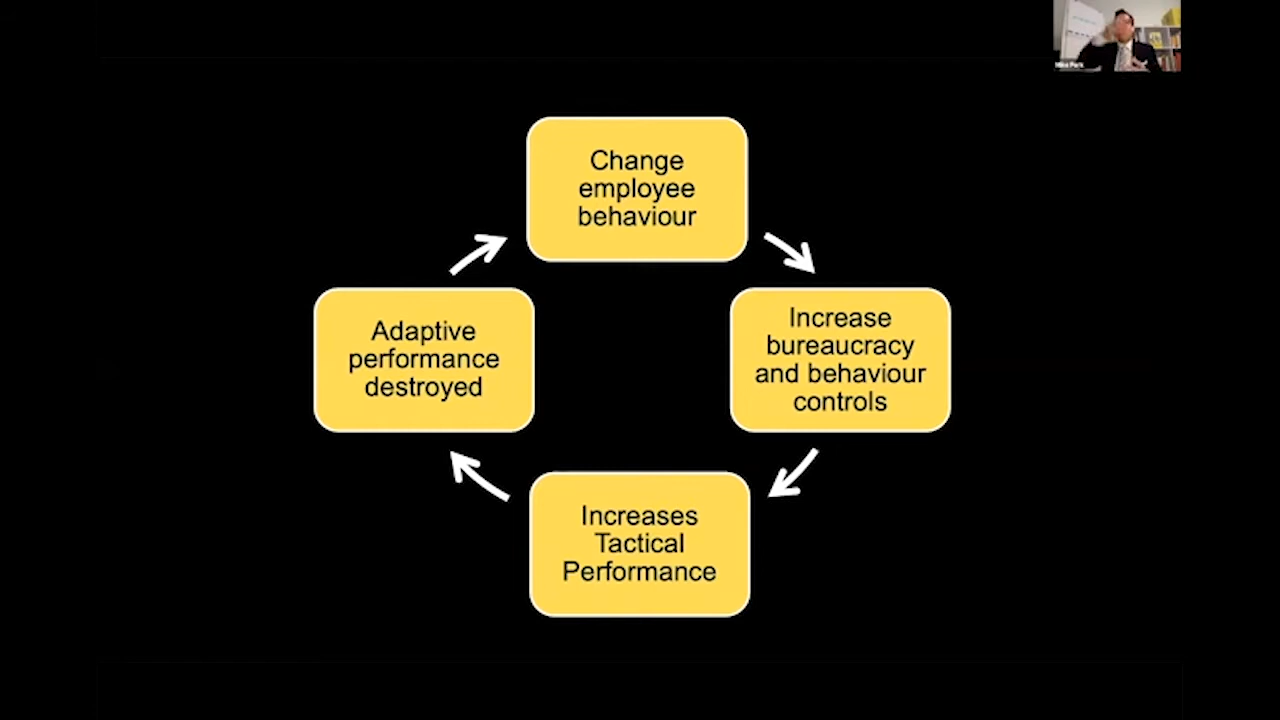 Change
employee
behaviour
Increase
bureaucracy
and behaviour
controls
Increases
Tactical
Performance
Adaptive
performance
destroyed